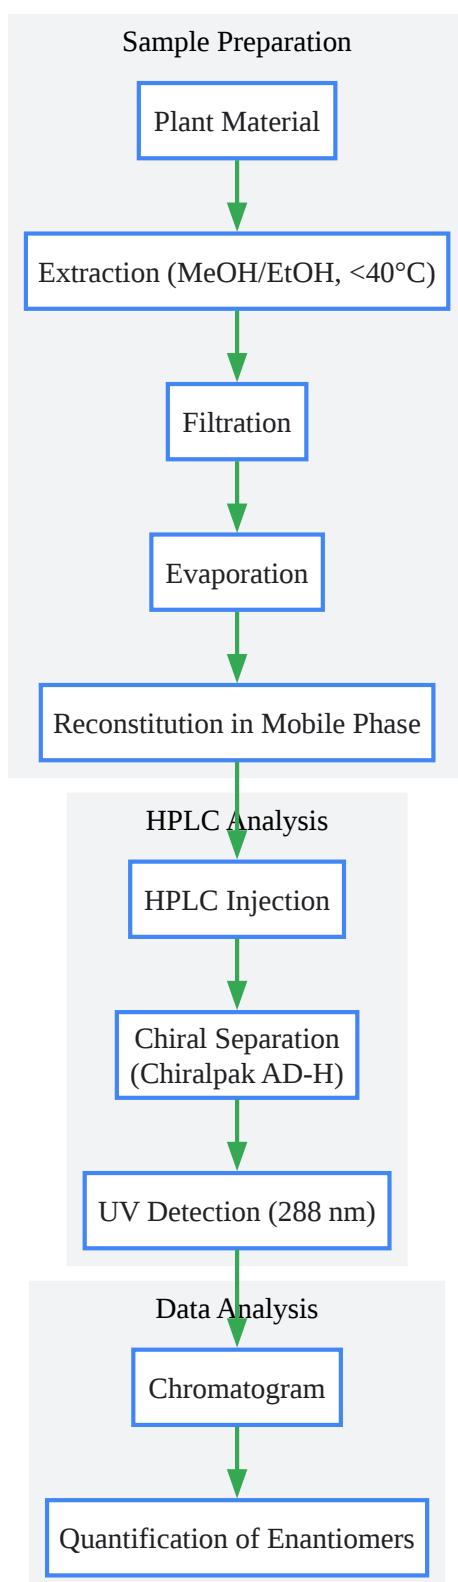 Sample Preparation
Plant Material
Extraction (MeOH/EtOH, <40°C)
Filtration
Evaporation
Reconstitution in Mobile Phase
HPLC Analysis
HPLC Injection
Chiral Separation
(Chiralpak AD-H)
UV Detection (288 nm)
Data Analysis
Chromatogram
Quantification of Enantiomers